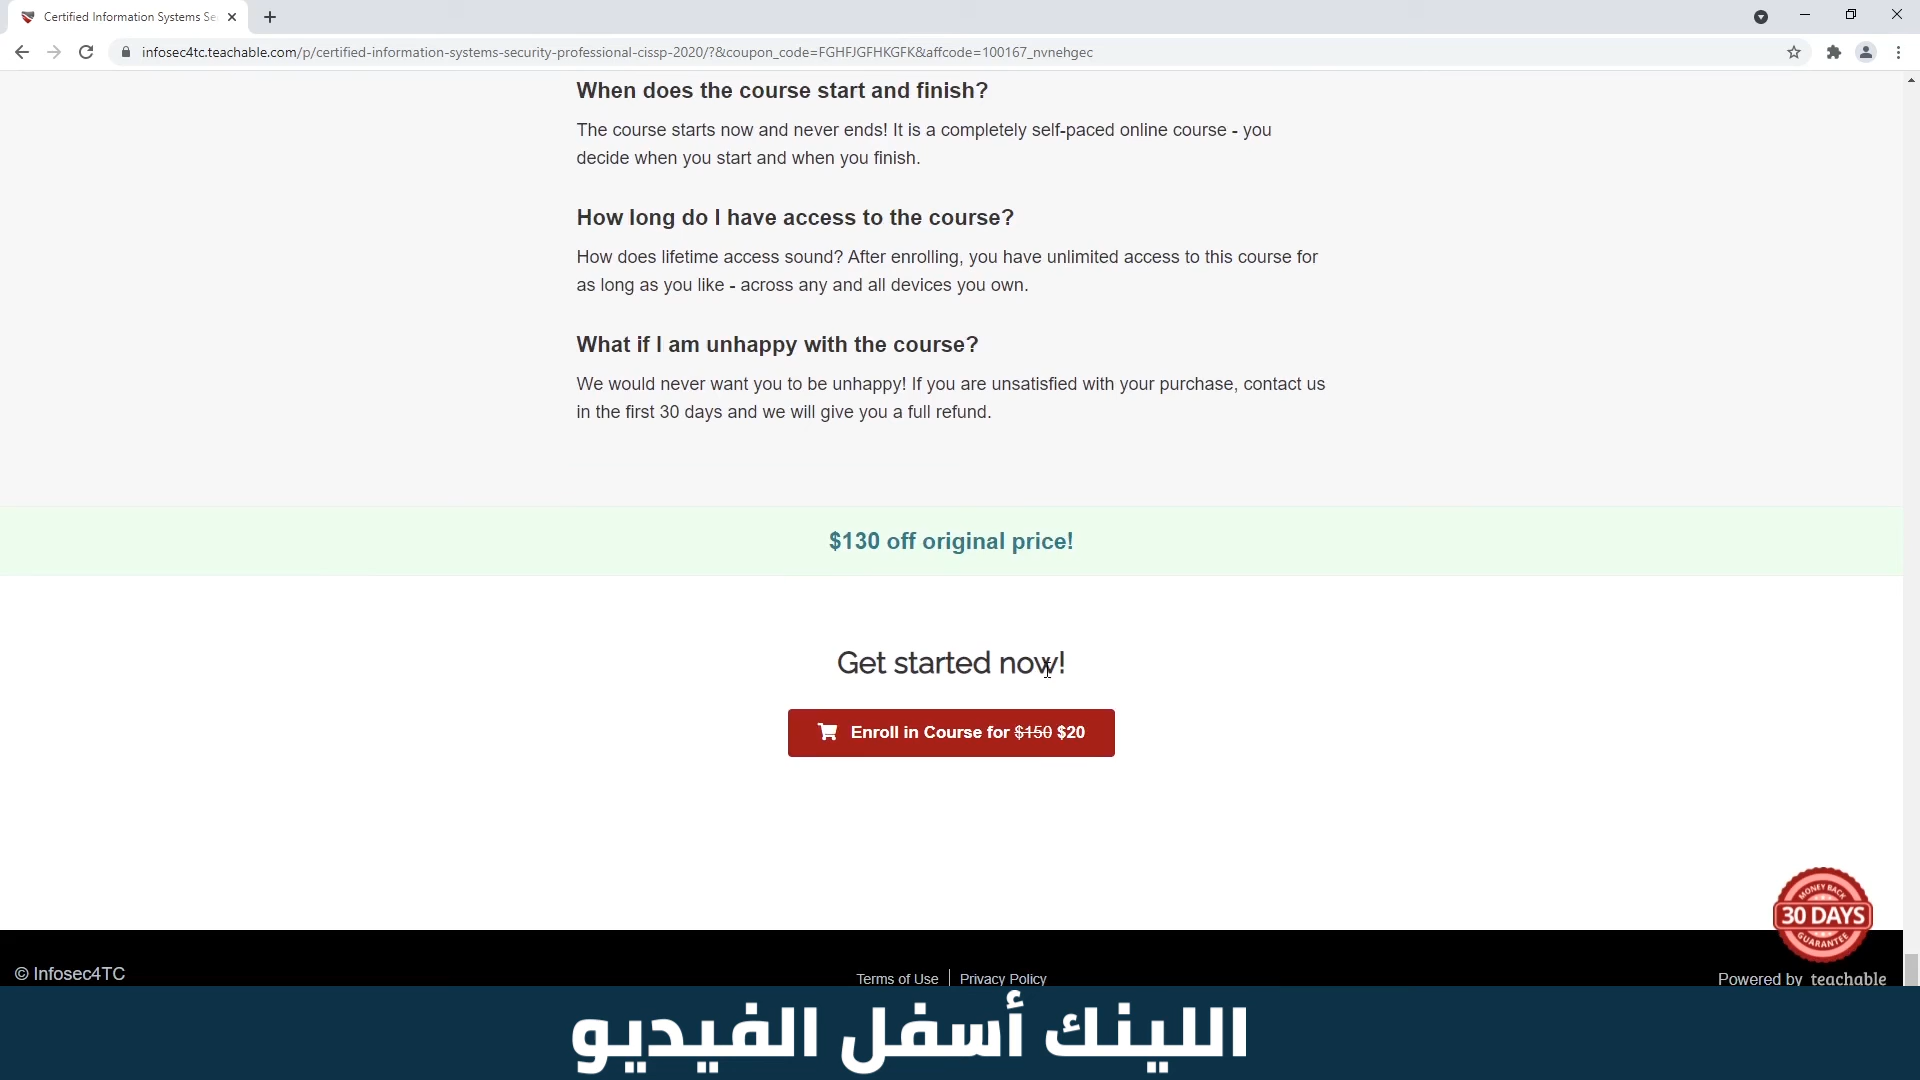 Certified Information Systems Se
infosec4tc.teachable.com/p/certified-information-systems-security-professional-cissp-2020/?&coupon_code=FGHFJGFHKGFK&affcode=100167_nvnehgec
When does the course start and finish?
The course starts now and never ends! It is a completely self-paced online course - you
decide when you start and when you finish.
How long do I have access to the course?
How does lifetime access sound? After enrolling, you have unlimited access to this course for
as long as you like - across any and all devices you own.
What if I am unhappy with the course?
We would never want you to be unhappy! If you are unsatisfied with your purchase, contact us
in the first 30 days and we will give you a full refund.
$130 off original price!
Get started now!
Enroll in Course for $150 $20
MONEY BACK
30 DAYS
GUARANTEE
© Infosec4TC
Terms of Use
Privacy Policy
Powered by teachable
اللينك أسفل الفيديو